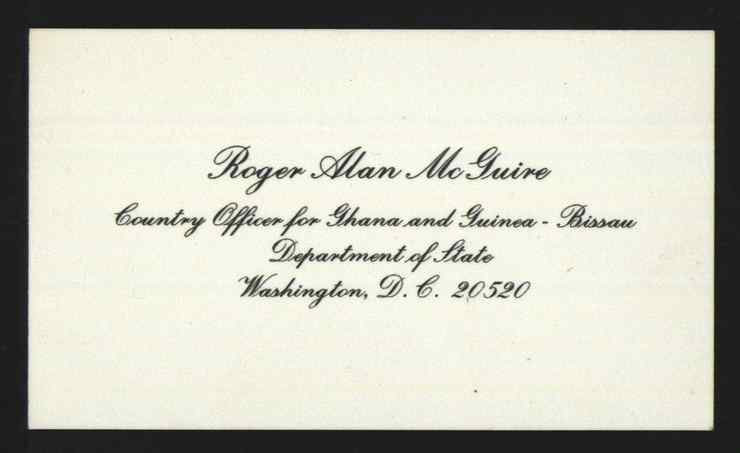 Roger Alan McGuire
Country Officer for Ghana and Guinea - Bissau
Department of State
Washington, D. C. 20520